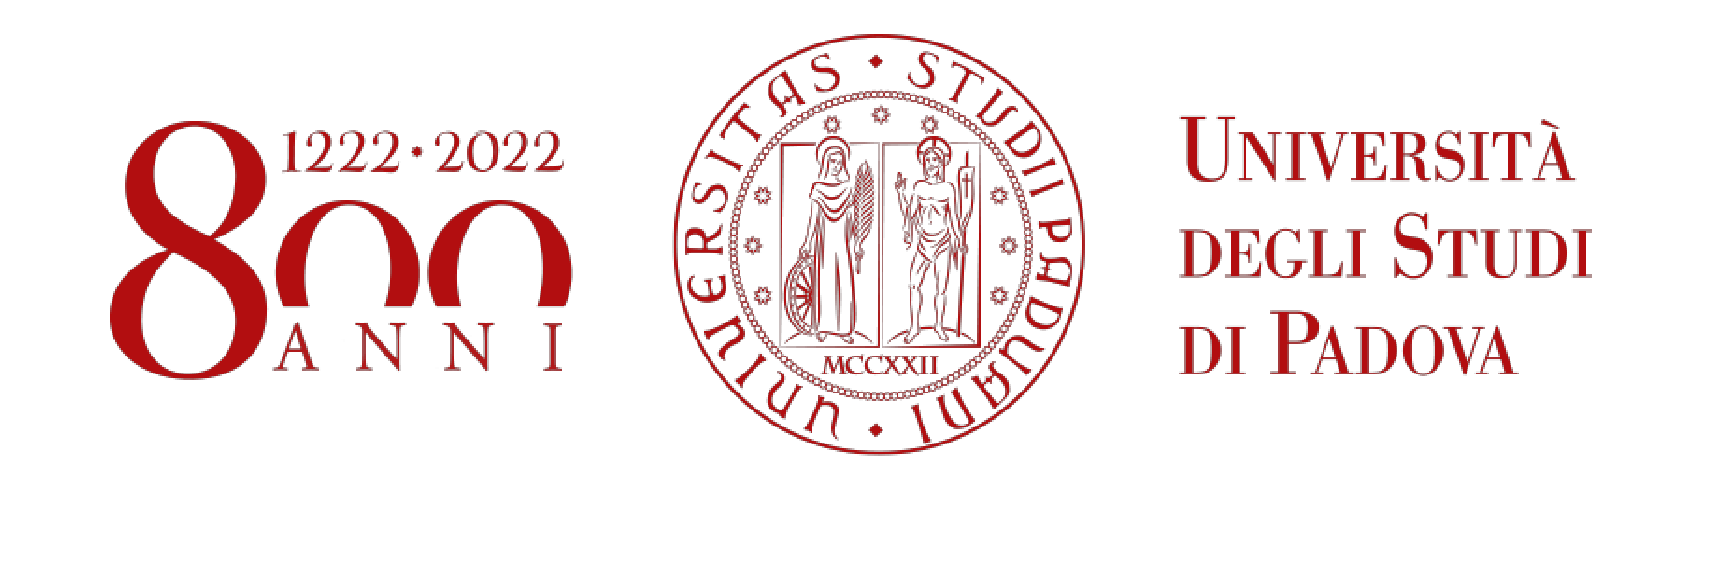 1222 · 2022
800
ANNI
UNIVERSITAS · STUDII PADUANI ·
MCCXXII
UNIVERSITÀ
DEGLI STUDI
DI PADOVA